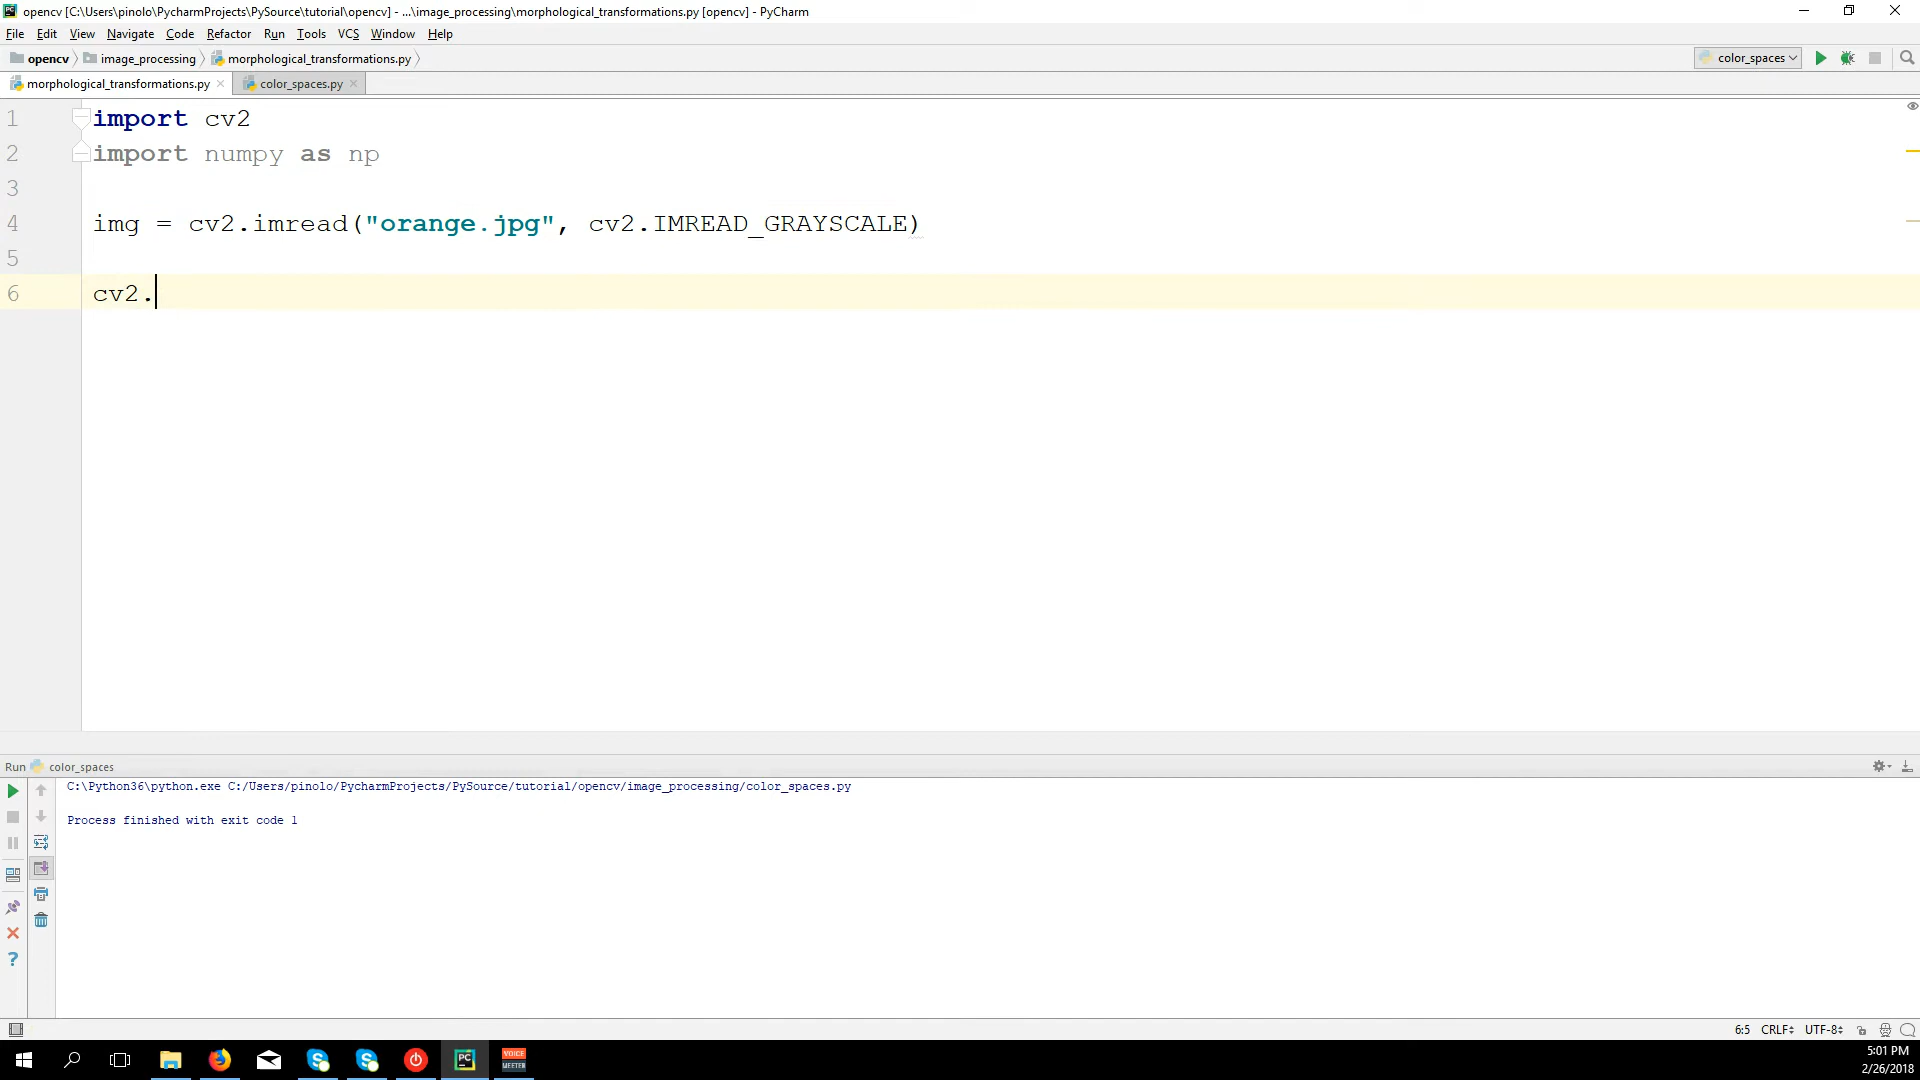 opencv [C:\Users\pinolo\PycharmProjects\PySource\tutorial\opencv] - ...\image_processing\morphological_transformations.py [opencv] - PyCharm
File Edit View Navigate Code Refactor Run Tools VCS Window Help
opencv image_processing morphological_transformations.py color_spaces
morphological_transformations.py color_spaces.py
1 import cv2
2 import numpy as np
3
4 img = cv2.imread("orange.jpg", cv2.IMREAD_GRAYSCALE)
5
6 cv2.
Run color_spaces
C:\Python36\python.exe C:/Users/pinolo/PycharmProjects/PySource/tutorial/opencv/image_processing/color_spaces.py
Process finished with exit code 1
6:5 CRLF UTF-8
PC VOICE MEETER
5:01 PM
2/26/2018